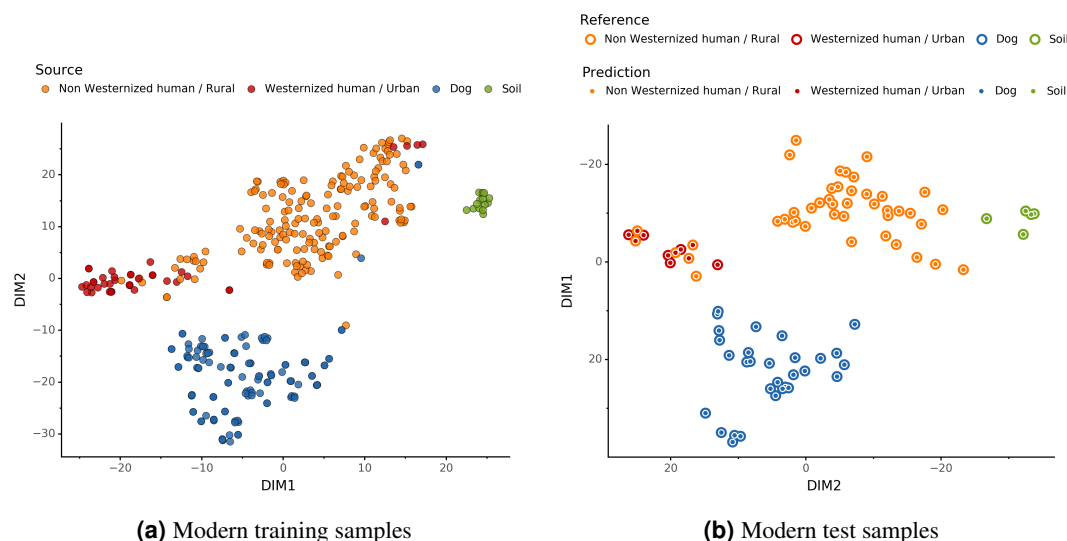 Source
Non Westernized human / Rural Westernized human / Urban Dog Soil
DIM2
30
20
10
0
−10
−20
−30
−20 −10 0 10 20
DIM1
(a) Modern training samples
Reference
Non Westernized human / Rural Westernized human / Urban Dog Soil
Prediction
Non Westernized human / Rural Westernized human / Urban Dog Soil
DIM1
−20
0
20
20 0 −20
DIM2
(b) Modern test samples